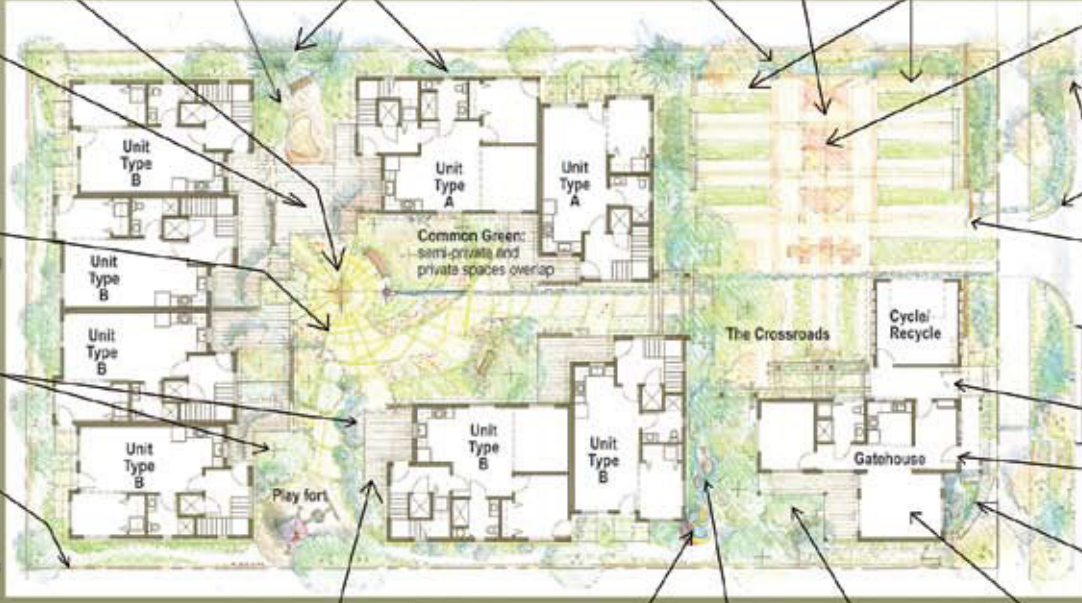 Unit
Type
B
Unit
Type
A
Unit
Type
A
Common Green:
semi-private and
private spaces overlap
Unit
Type
B
Unit
Type
B
The Crossroads
Cycle/
Recycle
Unit
Type
B
Unit
Type
B
Unit
Type
B
Gatehouse
Play fort